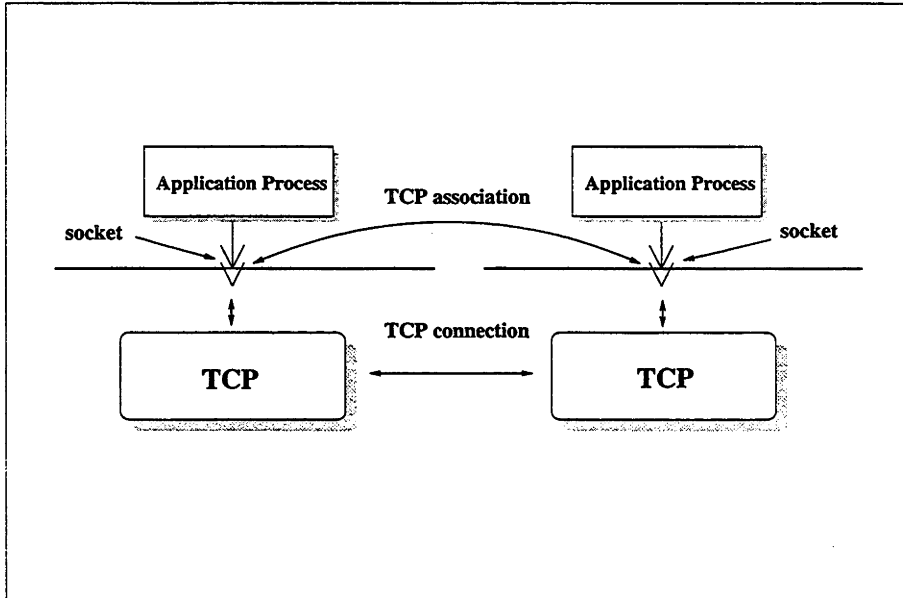 Application Process
Application Process
TCP association
socket
socket
TCP connection
TCP
TCP